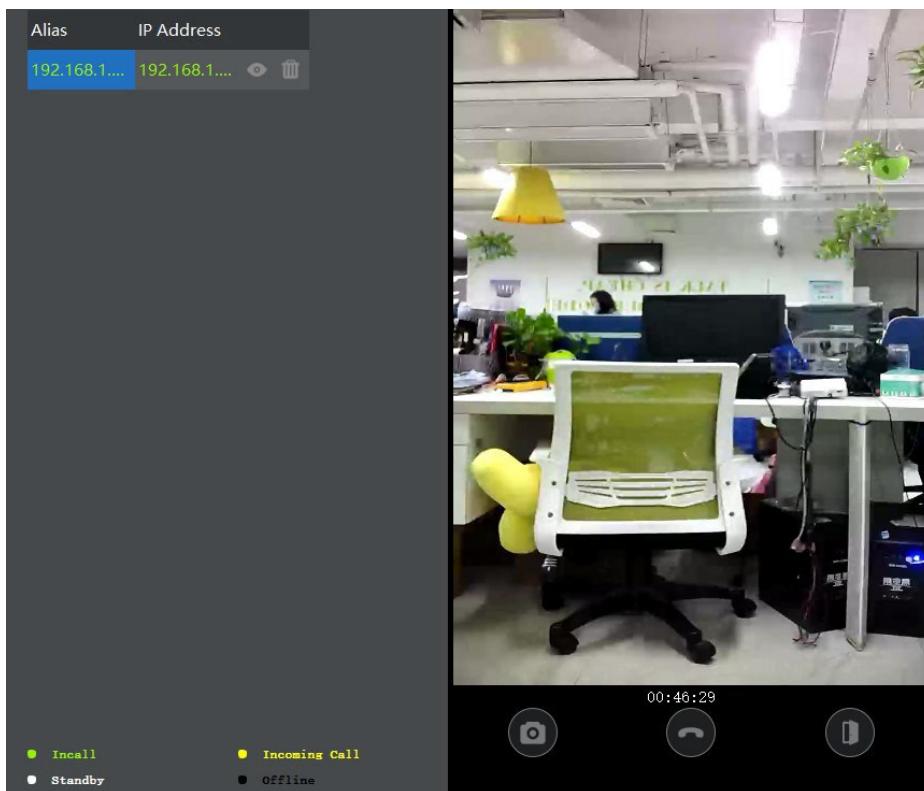 Alias IP Address
192.168.1.... 192.168.1....
00:46:29
Incall Incoming Call
Standby Offline